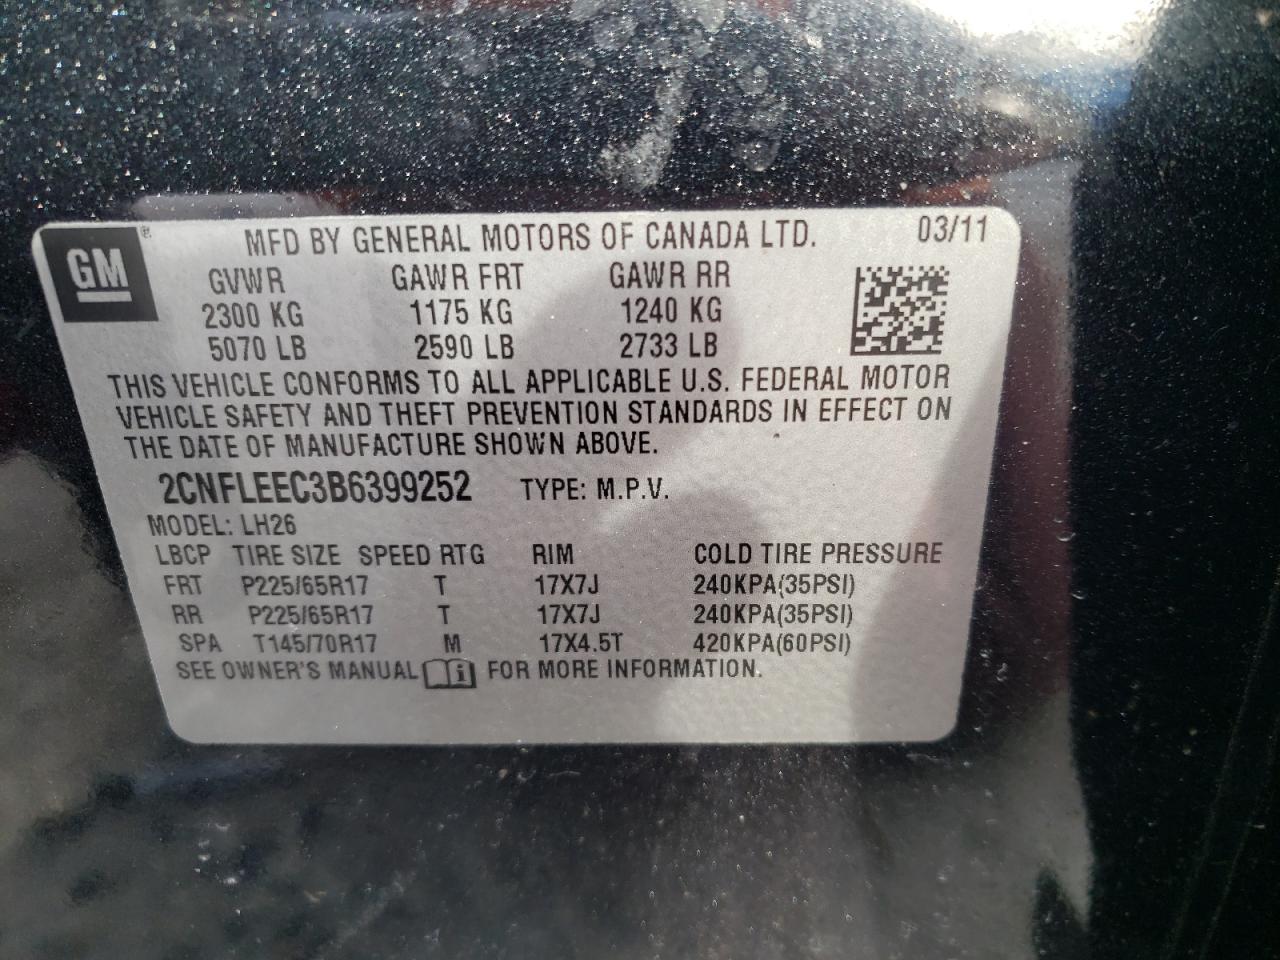 GM® MFD BY GENERAL MOTORS OF CANADA LTD. 03/11
GVWR GAWR FRT GAWR RR
2300 KG 1175 KG 1240 KG
5070 LB 2590 LB 2733 LB
THIS VEHICLE CONFORMS TO ALL APPLICABLE U.S. FEDERAL MOTOR
VEHICLE SAFETY AND THEFT PREVENTION STANDARDS IN EFFECT ON
THE DATE OF MANUFACTURE SHOWN ABOVE.
2CNFLEEC3B6399252 TYPE: M.P.V.
MODEL: LH26
LBCP TIRE SIZE SPEED RTG RIM COLD TIRE PRESSURE
FRT P225/65R17 T 17X7J 240KPA(35PSI)
RR P225/65R17 T 17X7J 240KPA(35PSI)
SPA T145/70R17 M 17X4.5T 420KPA(60PSI)
SEE OWNER'S MANUAL i FOR MORE INFORMATION.